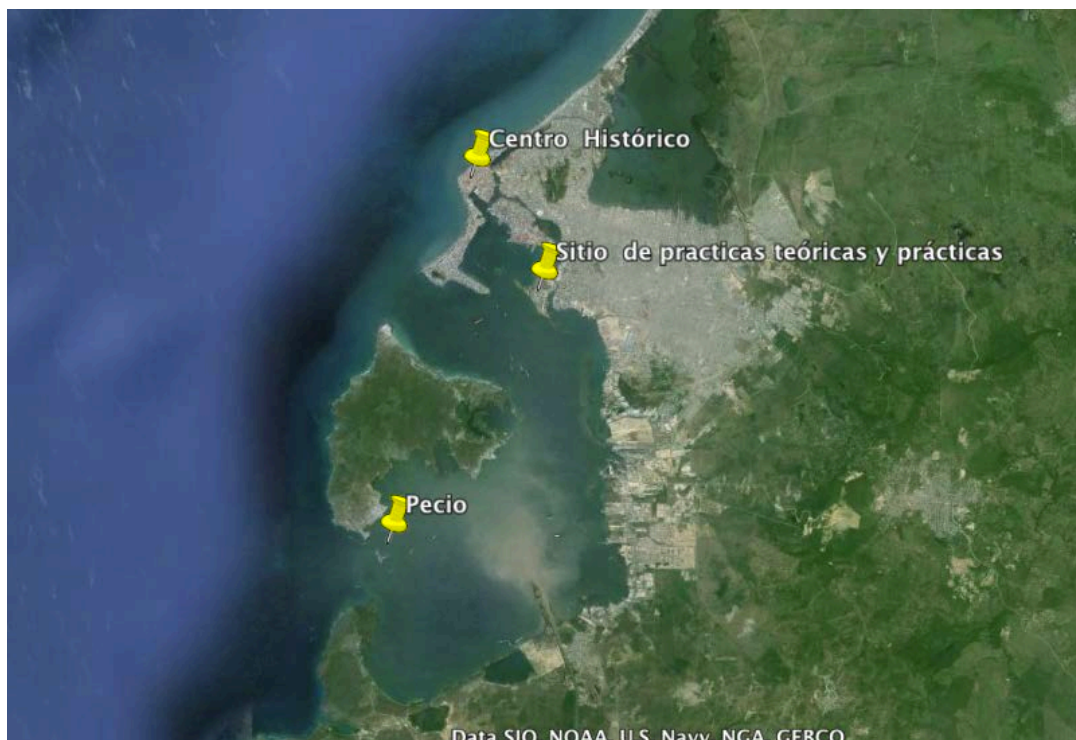 Centro Histórico
Sitio de practicas teóricas y prácticas
Pecio
Data SIO, NOAA, U.S. Navy, NGA, GEBCO